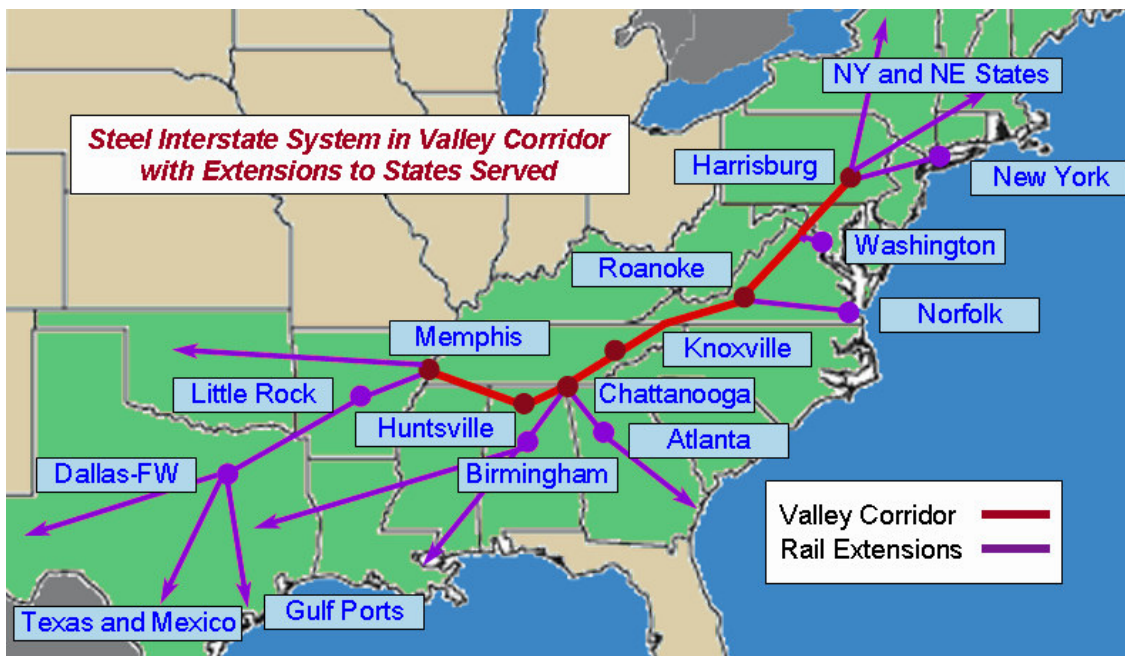 NY and NE States
Steel Interstate System in Valley Corridor
with Extensions to States Served
Harrisburg
New York
Washington
Roanoke
Norfolk
Memphis
Knoxville
Little Rock
Chattanooga
Huntsville
Atlanta
Dallas-FW
Birmingham
Valley Corridor
Rail Extensions
Gulf Ports
Texas and Mexico